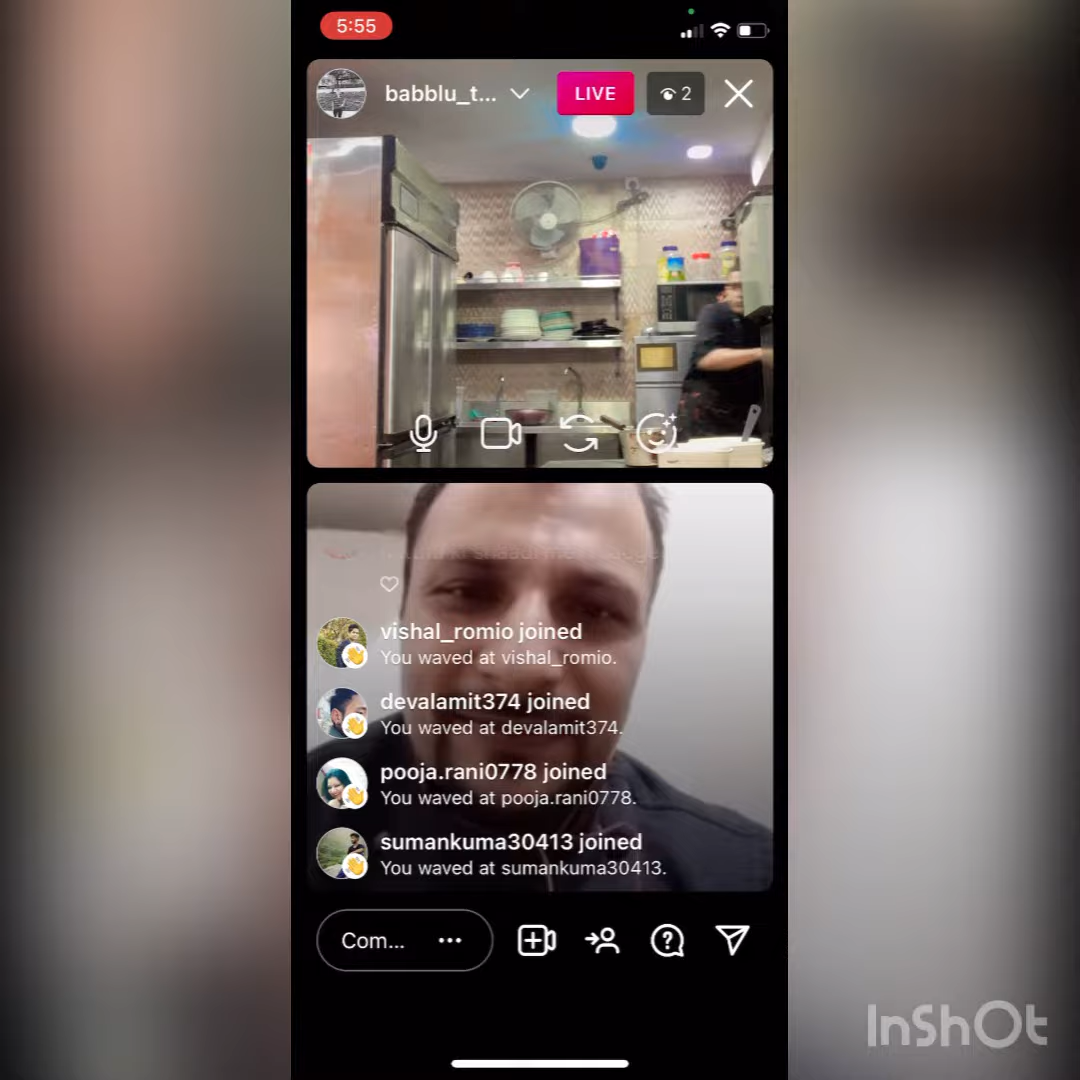 5:55
babblu_t...
LIVE
2
vishal_romio joined
You waved at vishal_romio.
devalamit374 joined
You waved at devalamit374.
pooja.rani0778 joined
You waved at pooja.rani0778.
sumankuma30413 joined
You waved at sumankuma30413.
Com...
InShOt